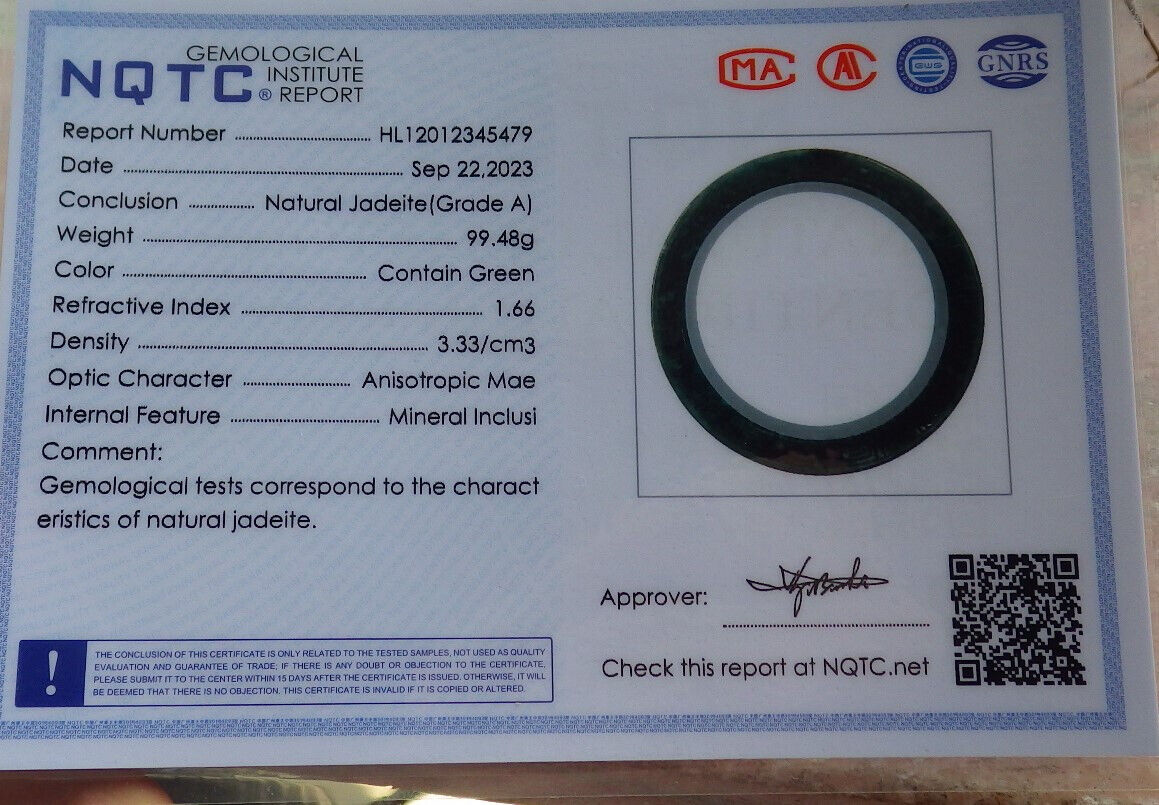 NQTC® GEMOLOGICAL INSTITUTE REPORT
MA
AL
GWS
GNRS
Report Number ........ HL12012345479
Date ........ Sep 22,2023
Conclusion ........ Natural Jadeite(Grade A)
Weight ........ 99.48g
Color ........ Contain Green
Refractive Index ........ 1.66
Density ........ 3.33/cm3
Optic Character ........ Anisotropic Mae
Internal Feature ........ Mineral Inclusi
Comment:
Gemological tests correspond to the charact
eristics of natural jadeite.
! THE CONCLUSION OF THIS CERTIFICATE IS ONLY RELATED TO THE TESTED SAMPLES, NOT USED AS QUALITY
EVALUATION AND GUARANTEE OF TRADE; IF THERE IS ANY DOUBT OR OBJECTION TO THE CERTIFICATE,
PLEASE SUBMIT IT TO THE CENTER WITHIN 15 DAYS AFTER THE CERTIFICATE IS ISSUED. OTHERWISE, IT WILL
BE DEEMED THAT THERE IS NO OBJECTION. THIS CERTIFICATE IS INVALID IF IT IS COPIED OR ALTERED.
Approver:
Check this report at NQTC.net